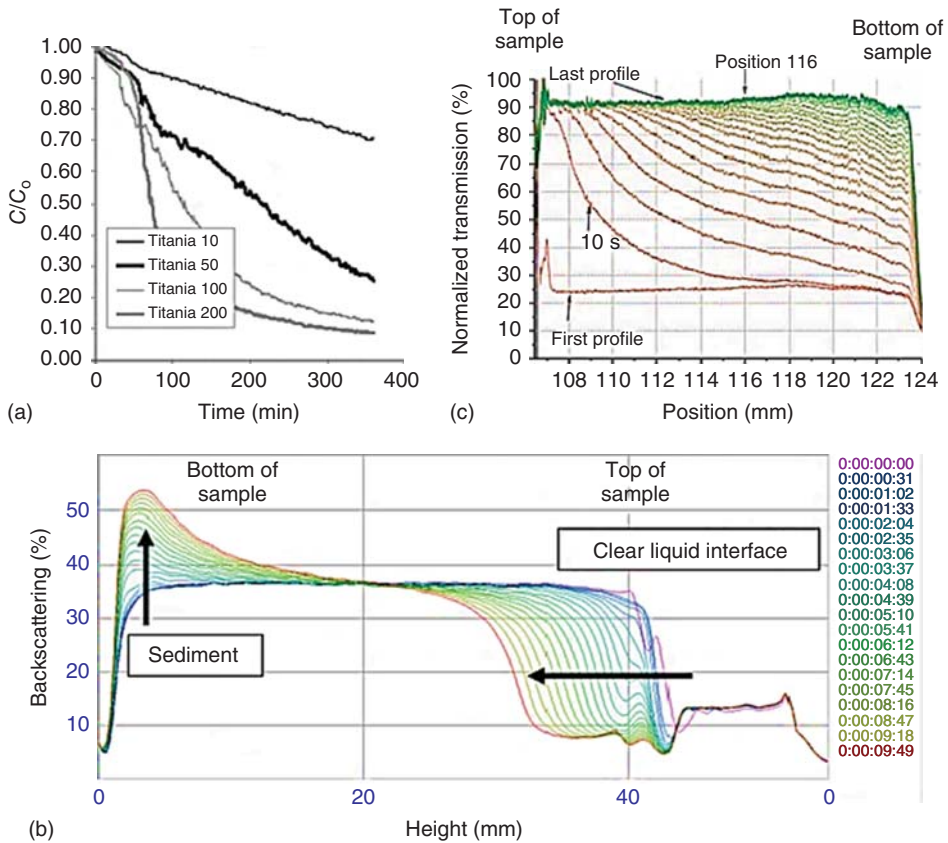 1.00
0.90
0.80
0.70
0.60
0.50
0.40
0.30
0.20
0.10
0.00
C/Co
Titania 10
Titania 50
Titania 100
Titania 200
0 100 200 300 400
Time (min)
(a)
Top of
sample
Bottom of
sample
Last profile
Position 116
100
90
80
70
60
50
40
30
20
10
0
Normalized transmission (%)
10 s
First profile
108 110 112 114 116 118 120 122 124
Position (mm)
(c)
Bottom of
sample
Top of
sample
50
40
30
20
10
Backscattering (%)
Clear liquid interface
Sediment
0 20 40 0
Height (mm)
(b)
0:00:00:00
0:00:00:31
0:00:01:02
0:00:01:33
0:00:02:04
0:00:02:35
0:00:03:06
0:00:03:37
0:00:04:08
0:00:04:39
0:00:05:10
0:00:05:41
0:00:06:12
0:00:06:43
0:00:07:14
0:00:07:45
0:00:08:16
0:00:08:47
0:00:09:18
0:00:09:49